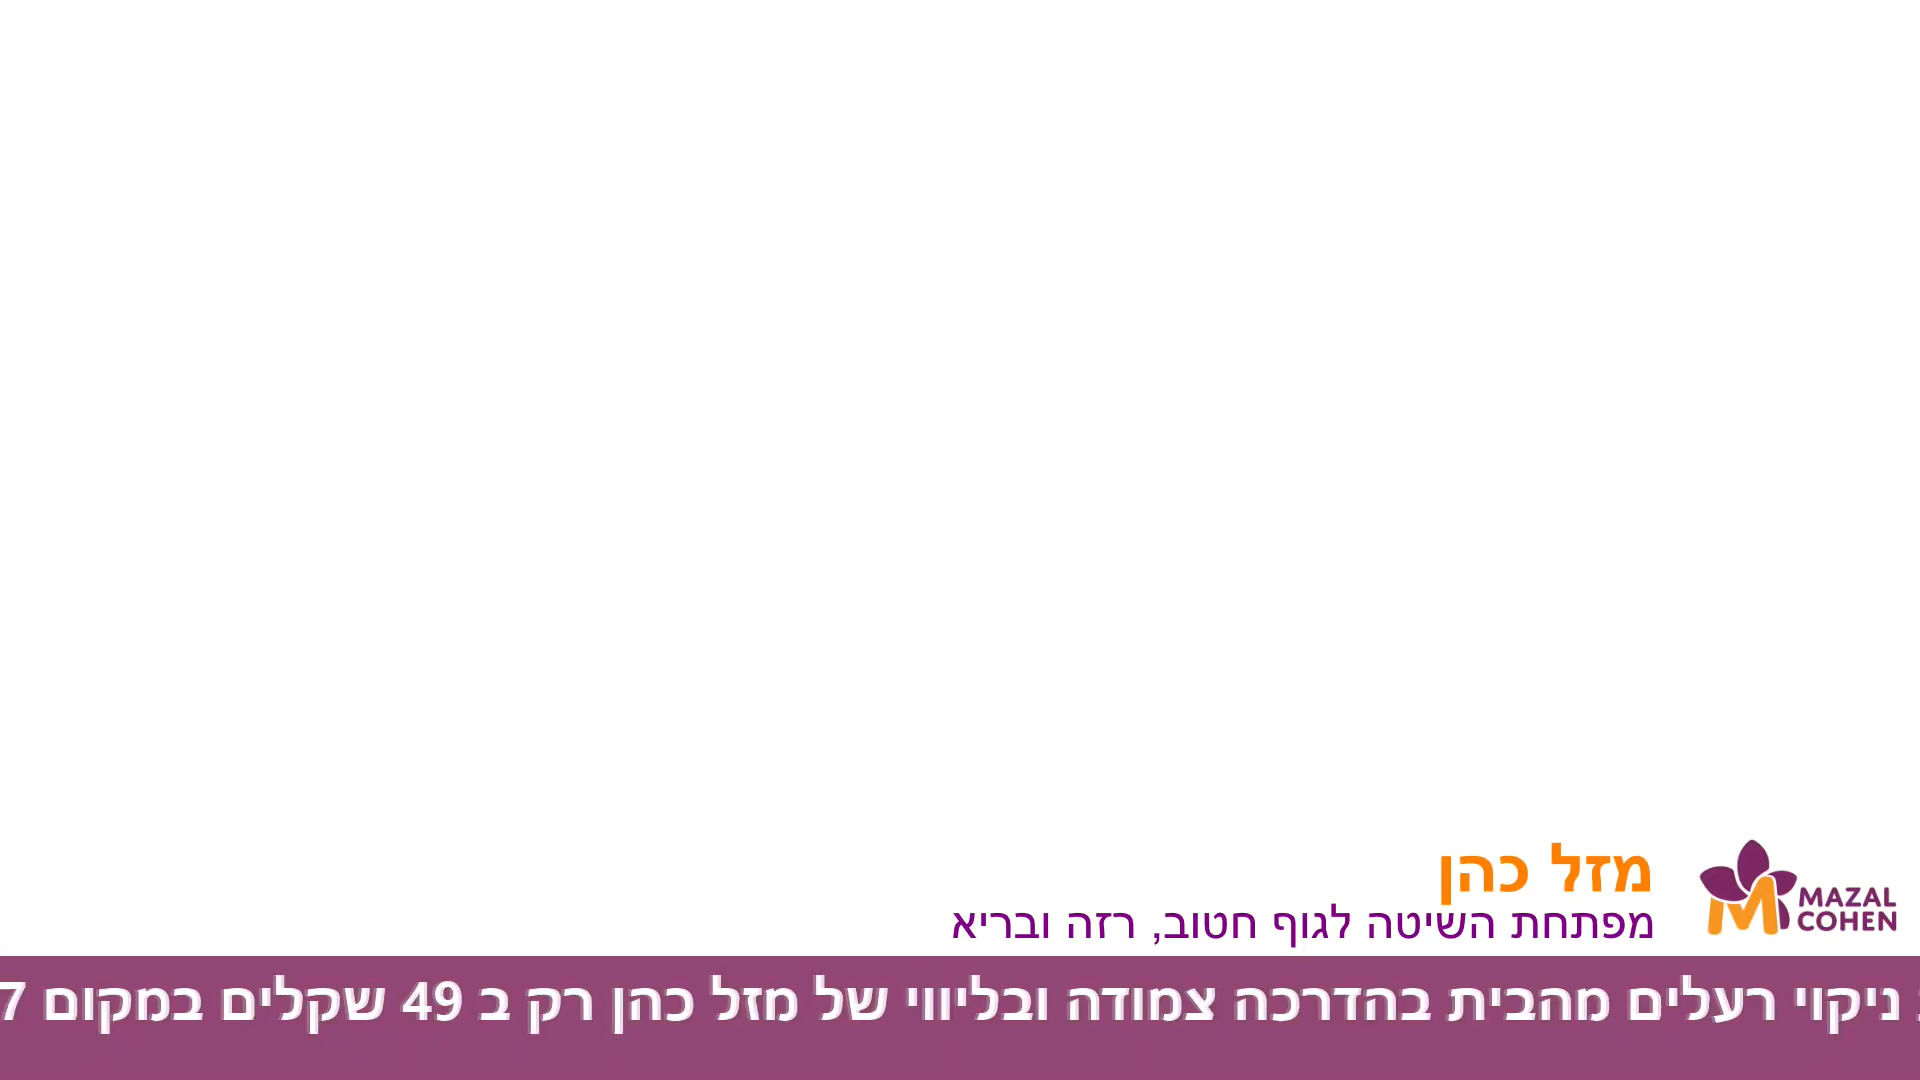 מזל כהן
מפתחת השיטה לגוף חטוב, רזה ובריא
MAZAL
COHEN
ניקוי רעלים מהבית בהדרכה צמודה ובליווי של מזל כהן רק ב 49 שקלים במקום